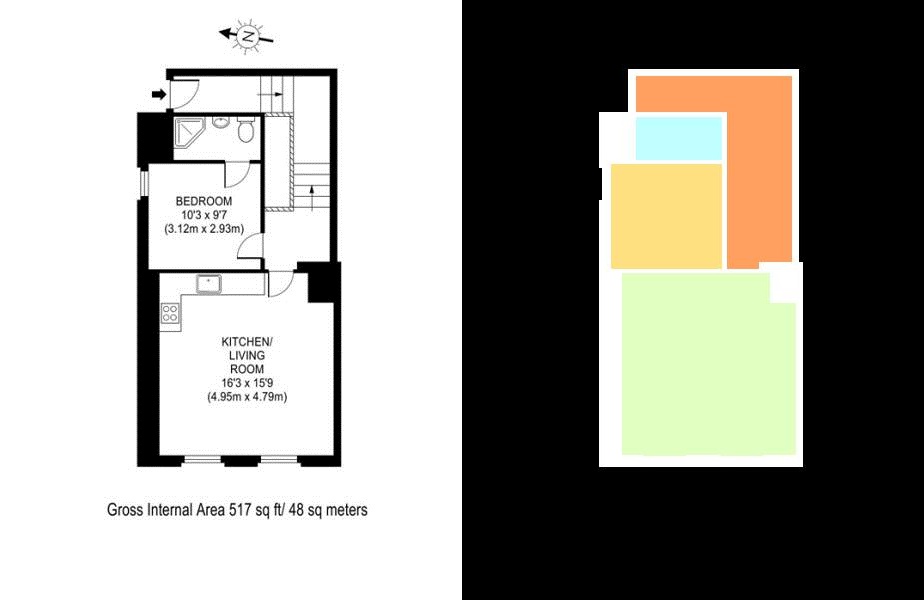 N
BEDROOM
10'3 x 9'7
(3.12m x 2.93m)
KITCHEN/
LIVING
ROOM
16'3 x 15'9
(4.95m x 4.79m)
Gross Internal Area 517 sq ft/ 48 sq meters